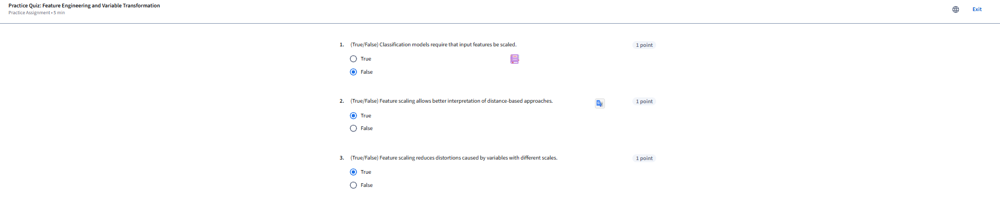 Practice Quiz: Feature Engineering and Variable Transformation
Practice Assignment • 5 min
Exit
1. (True/False) Classification models require that input features be scaled.
1 point
True
False
2. (True/False) Feature scaling allows better interpretation of distance-based approaches.
1 point
True
False
3. (True/False) Feature scaling reduces distortions caused by variables with different scales.
1 point
True
False